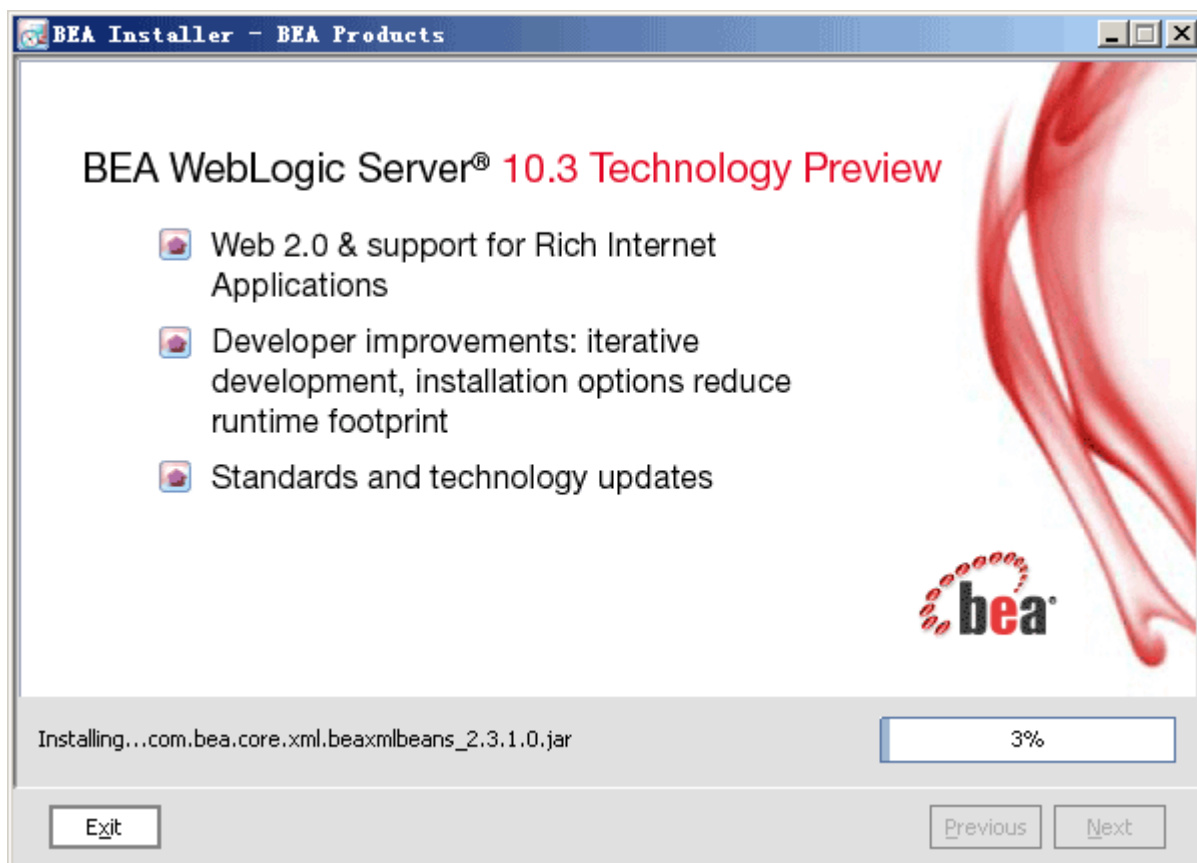 BEA Installer - BEA Products
BEA WebLogic Server® 10.3 Technology Preview
Web 2.0 & support for Rich Internet
Applications
Developer improvements: iterative
development, installation options reduce
runtime footprint
Standards and technology updates
bea®
Installing...com.bea.core.xml.beaxmlbeans_2.3.1.0.jar
3%
Exit
Previous
Next